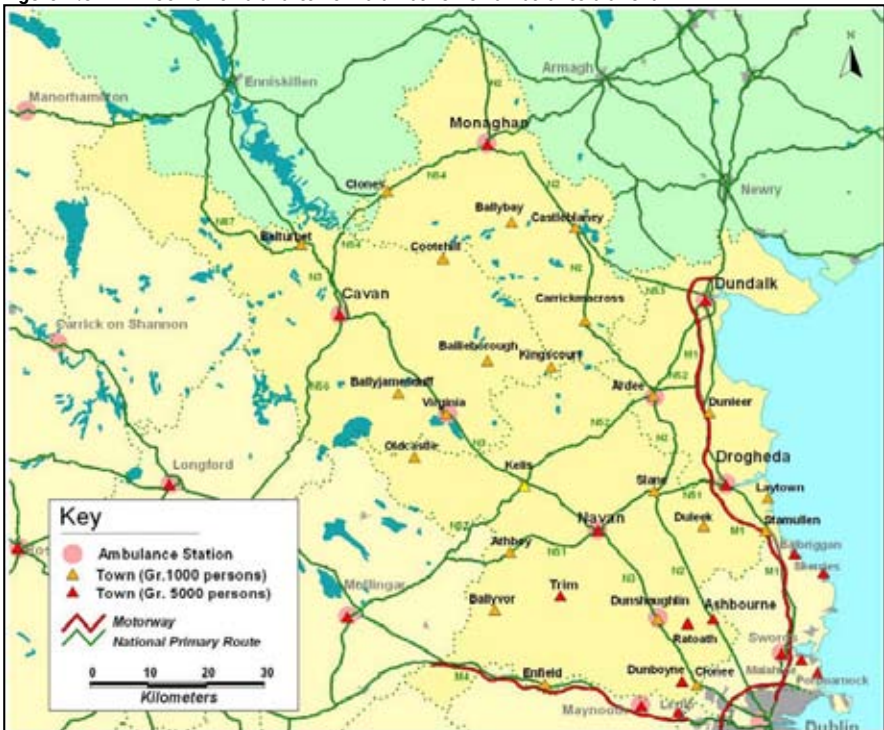 N
Enniskillen
Armagh
Manorhamilton
N2
Monaghan
N54
Clones
N2
Newry
Ballybay
Castleblaney
N87
Belturbet
N54
Cootehill
N3
N2
Cavan
N53
Dundalk
Carrickmacross
Carrick on Shannon
M1
Bailieborough
Kingscourt
N52
N55
Ballyjamesduff
Ardee
Virginia
Dunleer
N52
Oldcastle
N3
N2
Longford
Kells
Drogheda
Slane
N51
Laytown
Key
Navan
Duleek
Stamullen
N52
M1
Ambulance Station
Athboy
N51
Balbriggan
Town (Gr.1000 persons)
M1
Skerries
Town (Gr. 5000 persons)
Mullingar
Trim
N3
N2
Motorway
Ballyvor
Dunshaughlin
Ashbourne
National Primary Route
Ratoath
Swords
0 10 20 30
Kilometers
M4
Enfield
Dunboyne
Clonee
Malahide
Portmarnock
Maynooth
Dublin